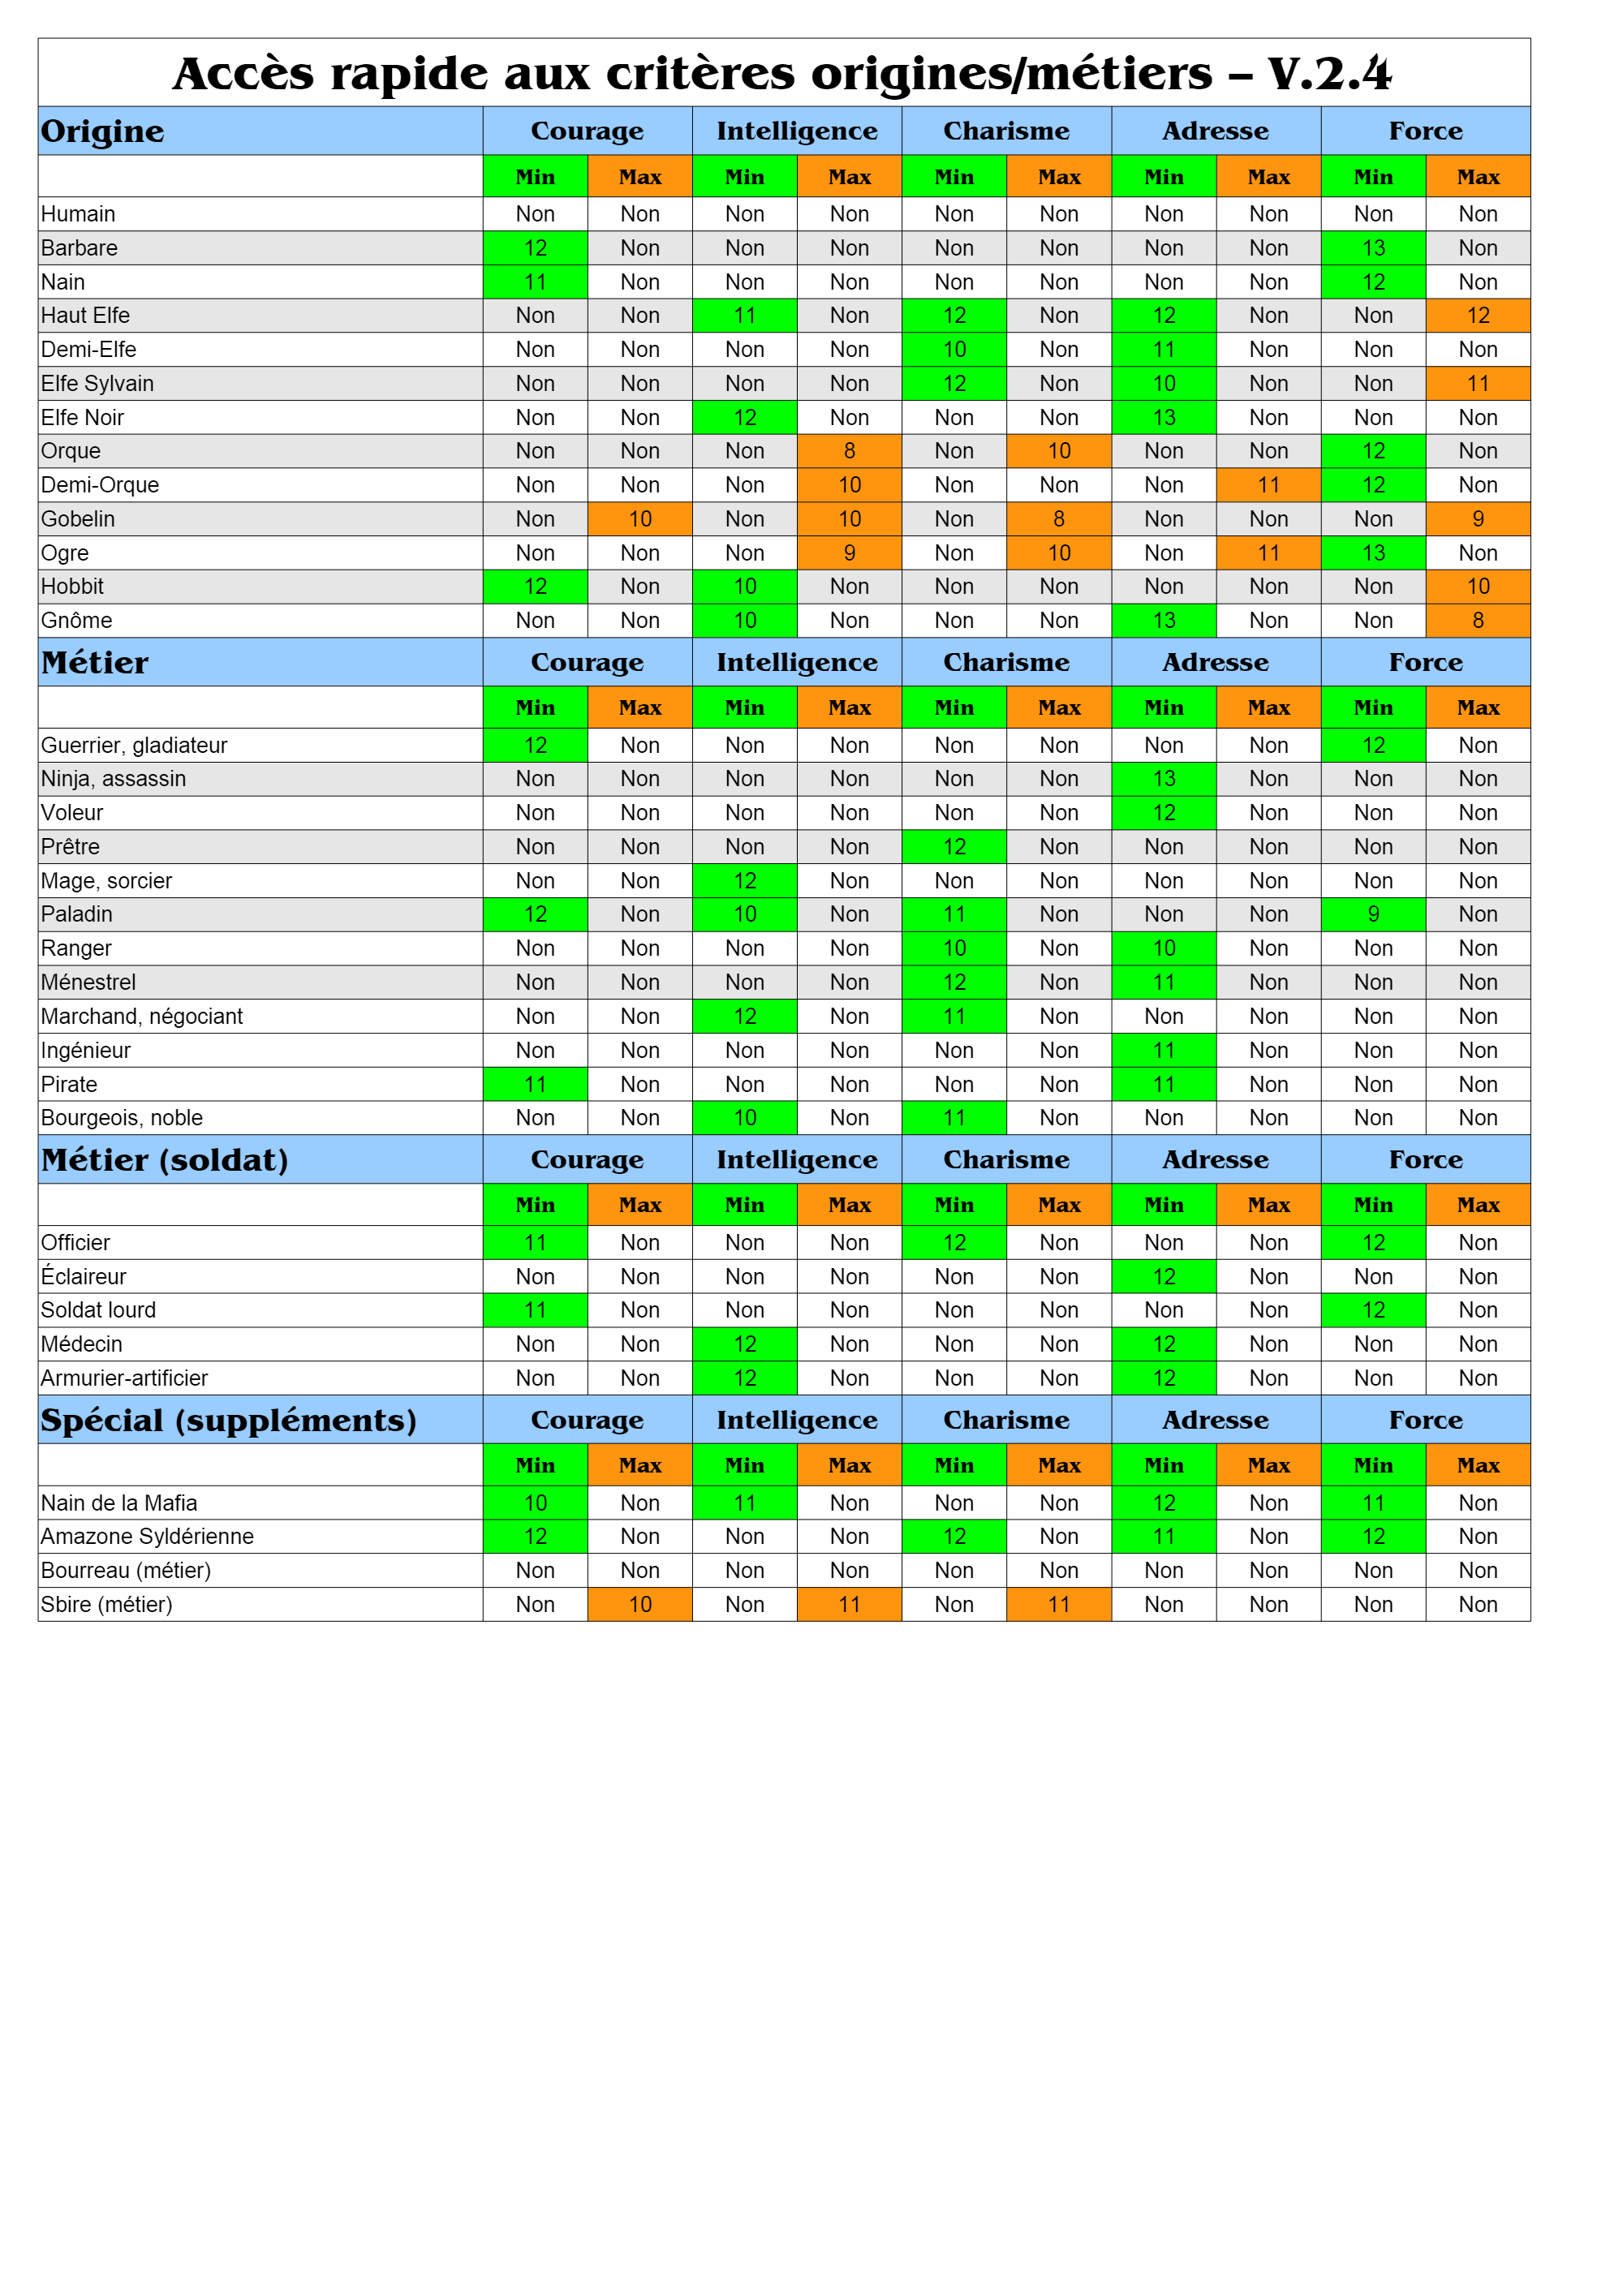 Accès rapide aux critères origines/métiers – V.2.4
Origine Courage Intelligence Charisme Adresse Force
Min Max Min Max Min Max Min Max Min Max
Humain Non Non Non Non Non Non Non Non Non Non
Barbare 12 Non Non Non Non Non Non Non 13 Non
Nain 11 Non Non Non Non Non Non Non 12 Non
Haut Elfe Non Non 11 Non 12 Non 12 Non Non 12
Demi-Elfe Non Non Non Non 10 Non 11 Non Non Non
Elfe Sylvain Non Non Non Non 12 Non 10 Non Non 11
Elfe Noir Non Non 12 Non Non Non 13 Non Non Non
Orque Non Non Non 8 Non 10 Non Non 12 Non
Demi-Orque Non Non Non 10 Non Non Non 11 12 Non
Gobelin Non 10 Non 10 Non 8 Non Non Non 9
Ogre Non Non Non 9 Non 10 Non 11 13 Non
Hobbit 12 Non 10 Non Non Non Non Non Non 10
Gnôme Non Non 10 Non Non Non 13 Non Non 8
Métier Courage Intelligence Charisme Adresse Force
Min Max Min Max Min Max Min Max Min Max
Guerrier, gladiateur 12 Non Non Non Non Non Non Non 12 Non
Ninja, assassin Non Non Non Non Non Non 13 Non Non Non
Voleur Non Non Non Non Non Non 12 Non Non Non
Prêtre Non Non Non Non 12 Non Non Non Non Non
Mage, sorcier Non Non 12 Non Non Non Non Non Non Non
Paladin 12 Non 10 Non 11 Non Non Non 9 Non
Ranger Non Non Non Non 10 Non 10 Non Non Non
Ménestrel Non Non Non Non 12 Non 11 Non Non Non
Marchand, négociant Non Non 12 Non 11 Non Non Non Non Non
Ingénieur Non Non Non Non Non Non 11 Non Non Non
Pirate 11 Non Non Non Non Non 11 Non Non Non
Bourgeois, noble Non Non 10 Non 11 Non Non Non Non Non
Métier (soldat) Courage Intelligence Charisme Adresse Force
Min Max Min Max Min Max Min Max Min Max
Officier 11 Non Non Non 12 Non Non Non 12 Non
Éclaireur Non Non Non Non Non Non 12 Non Non Non
Soldat lourd 11 Non Non Non Non Non Non Non 12 Non
Médecin Non Non 12 Non Non Non 12 Non Non Non
Armurier-artificier Non Non 12 Non Non Non 12 Non Non Non
Spécial (suppléments) Courage Intelligence Charisme Adresse Force
Min Max Min Max Min Max Min Max Min Max
Nain de la Mafia 10 Non 11 Non Non Non 12 Non 11 Non
Amazone Syldérienne 12 Non Non Non 12 Non 11 Non 12 Non
Bourreau (métier) Non Non Non Non Non Non Non Non Non Non
Sbire (métier) Non 10 Non 11 Non 11 Non Non Non Non